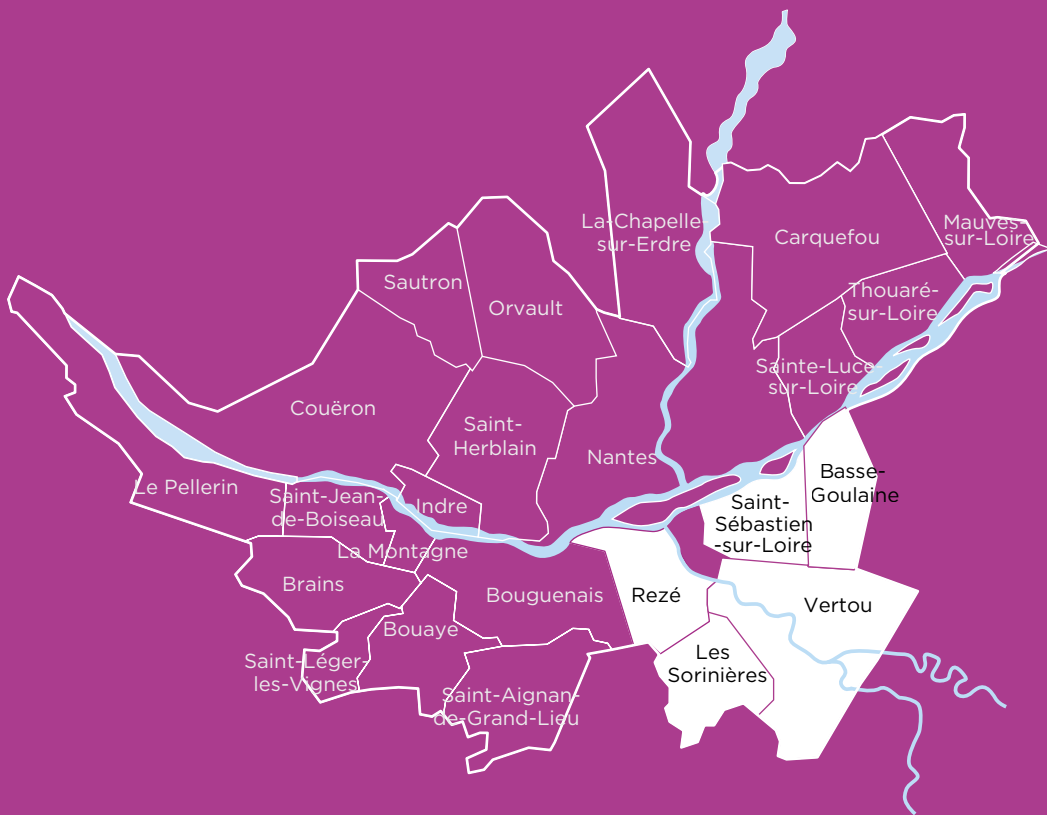 La-Chapelle-
sur-Erdre
Carquefou
Mauves-
sur-Loire
Sautron
Orvault
Thouaré-
sur-Loire
Sainte-Luce-
sur-Loire
Couëron
Saint-
Herblain
Nantes
Basse-
Goulaine
Le Pellerin
Saint-Jean-
de-Boiseau
Indre
Saint-
Sébastien
-sur-Loire
La Montagne
Brains
Bouguenais
Rezé
Vertou
Bouaye
Les
Sorinières
Saint-Léger-
les-Vignes
Saint-Aignan-
de-Grand-Lieu